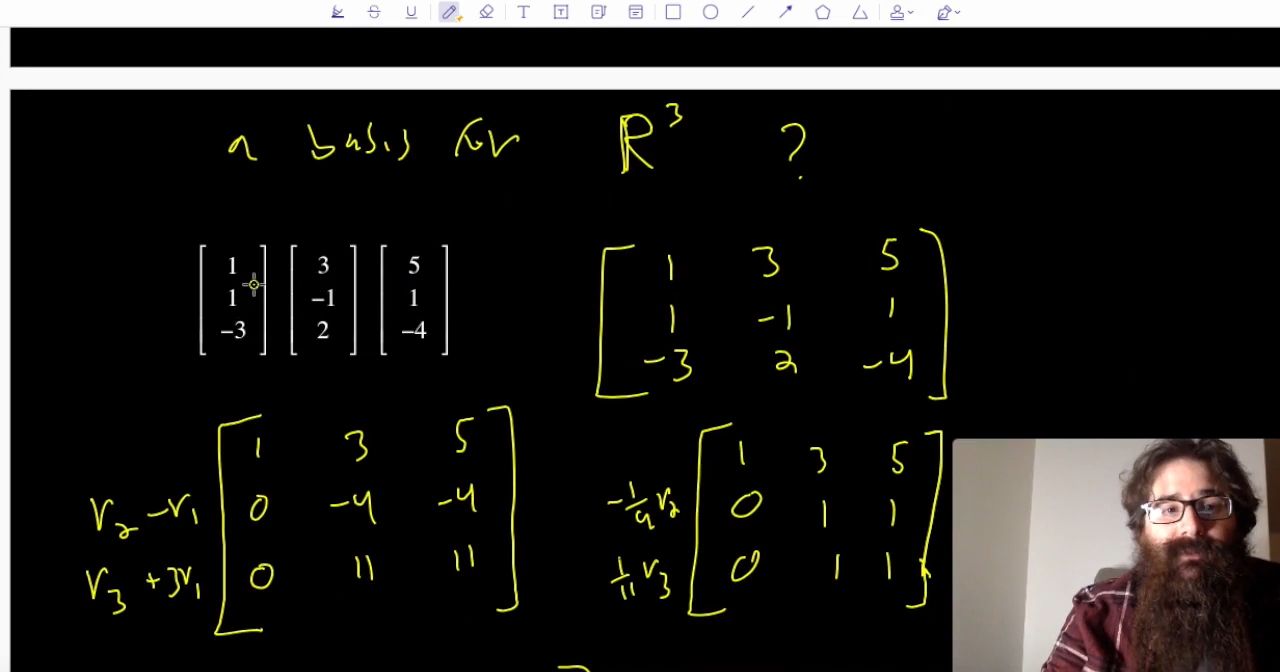 a basis for R³ ?
1 3 5
1 -1 1
-3 2 -4
1 3 5
1 -1 1
-3 2 -4
1 3 5
r₂ - r₁ 0 -4 -4
r₃ + 3r₁ 0 11 11
1 3 5
-1/4 r₂ 0 1 1
1/11 r₃ 0 1 1